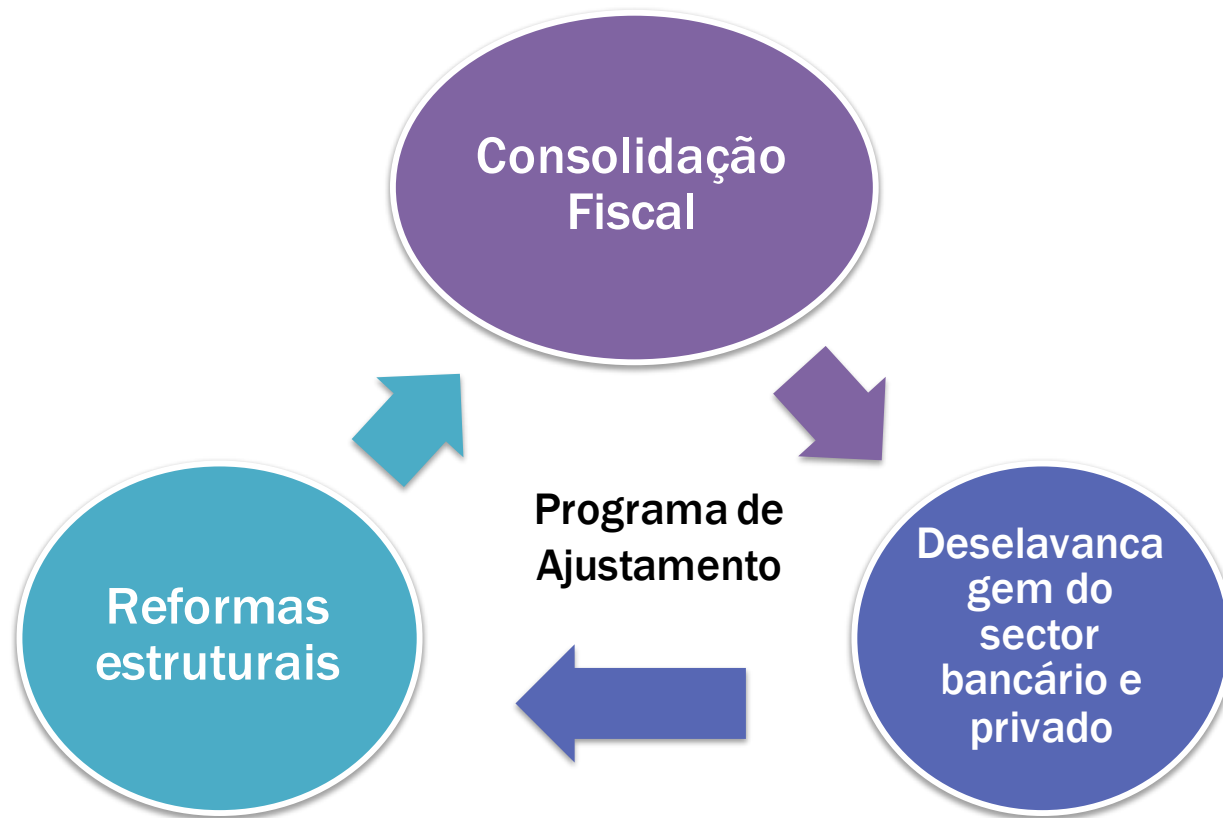 Consolidação
Fiscal
Programa de
Ajustamento
Reformas
estruturais
Deselavanca
gem do
sector
bancário e
privado